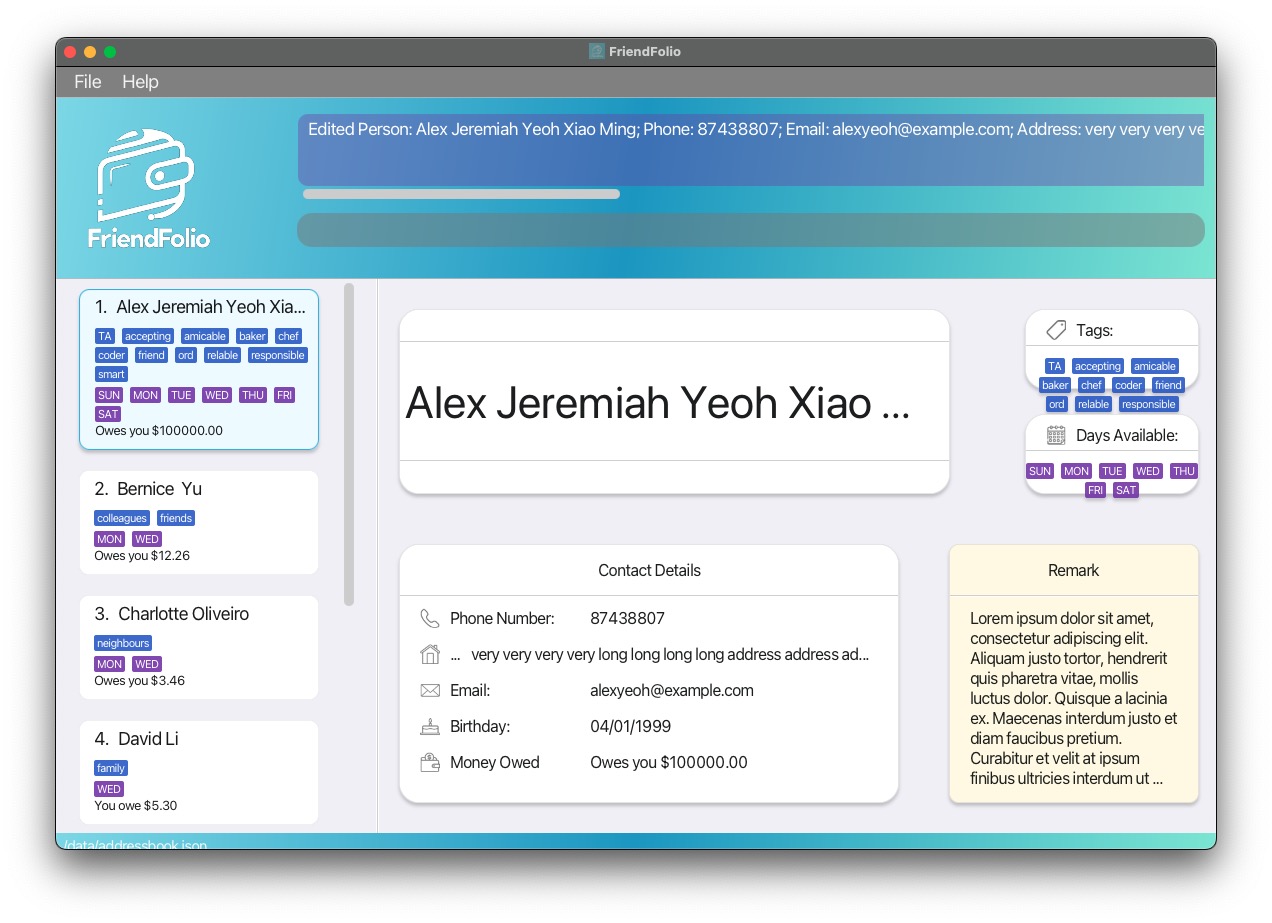 FriendFolio
File Help
Edited Person: Alex Jeremiah Yeoh Xiao Ming; Phone: 87438807; Email: alexyeoh@example.com; Address: very very very ve
FriendFolio
1. Alex Jeremiah Yeoh Xia...
TA accepting amicable baker chef
coder friend ord relable responsible
smart
SUN MON TUE WED THU FRI
SAT
Owes you $100000.00
2. Bernice Yu
colleagues friends
MON WED
Owes you $12.26
3. Charlotte Oliveiro
neighbours
MON WED
Owes you $3.46
4. David Li
family
WED
You owe $5.30
Alex Jeremiah Yeoh Xiao ...
Tags:
TA accepting amicable
baker chef coder friend
ord relable responsible
Days Available:
SUN MON TUE WED THU
FRI SAT
Contact Details
Phone Number: 87438807
... very very very very long long long long address address ad...
Email: alexyeoh@example.com
Birthday: 04/01/1999
Money Owed Owes you $100000.00
Remark
Lorem ipsum dolor sit amet,
consectetur adipiscing elit.
Aliquam justo tortor, hendrerit
quis pharetra vitae, mollis
luctus dolor. Quisque a lacinia
ex. Maecenas interdum justo et
diam faucibus pretium.
Curabitur et velit at ipsum
finibus ultricies interdum ut ...
/data/addressbook.json